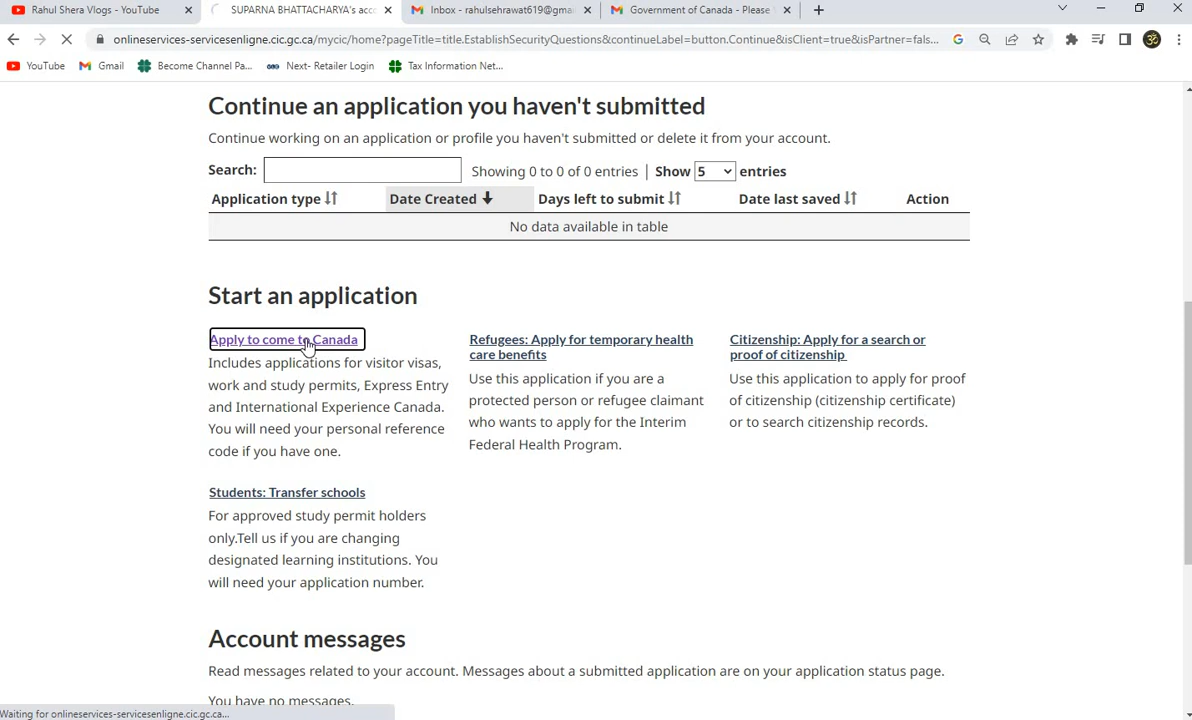 Rahul Shera Vlogs - YouTube
SUPARNA BHATTACHARYA's acc
Inbox - rahulsehrawat619@gma
Government of Canada - Please
onlineservices-servicesenligne.cic.gc.ca/mycic/home?pageTitle=title.EstablishSecurityQuestions&continueLabel=button.Continue&isClient=true&isPartner=fals...
YouTube
Gmail
Become Channel Pa...
Next- Retailer Login
Tax Information Net...
Continue an application you haven't submitted
Continue working on an application or profile you haven't submitted or delete it from your account.
Search: Showing 0 to 0 of 0 entries | Show 5 entries
Application type Date Created Days left to submit Date last saved Action
No data available in table
Start an application
Apply to come to Canada
Includes applications for visitor visas,
work and study permits, Express Entry
and International Experience Canada.
You will need your personal reference
code if you have one.
Refugees: Apply for temporary health
care benefits
Use this application if you are a
protected person or refugee claimant
who wants to apply for the Interim
Federal Health Program.
Citizenship: Apply for a search or
proof of citizenship
Use this application to apply for proof
of citizenship (citizenship certificate)
or to search citizenship records.
Students: Transfer schools
For approved study permit holders
only.Tell us if you are changing
designated learning institutions. You
will need your application number.
Account messages
Read messages related to your account. Messages about a submitted application are on your application status page.
You have no messages.
Waiting for onlineservices-servicesenligne.cic.gc.ca...